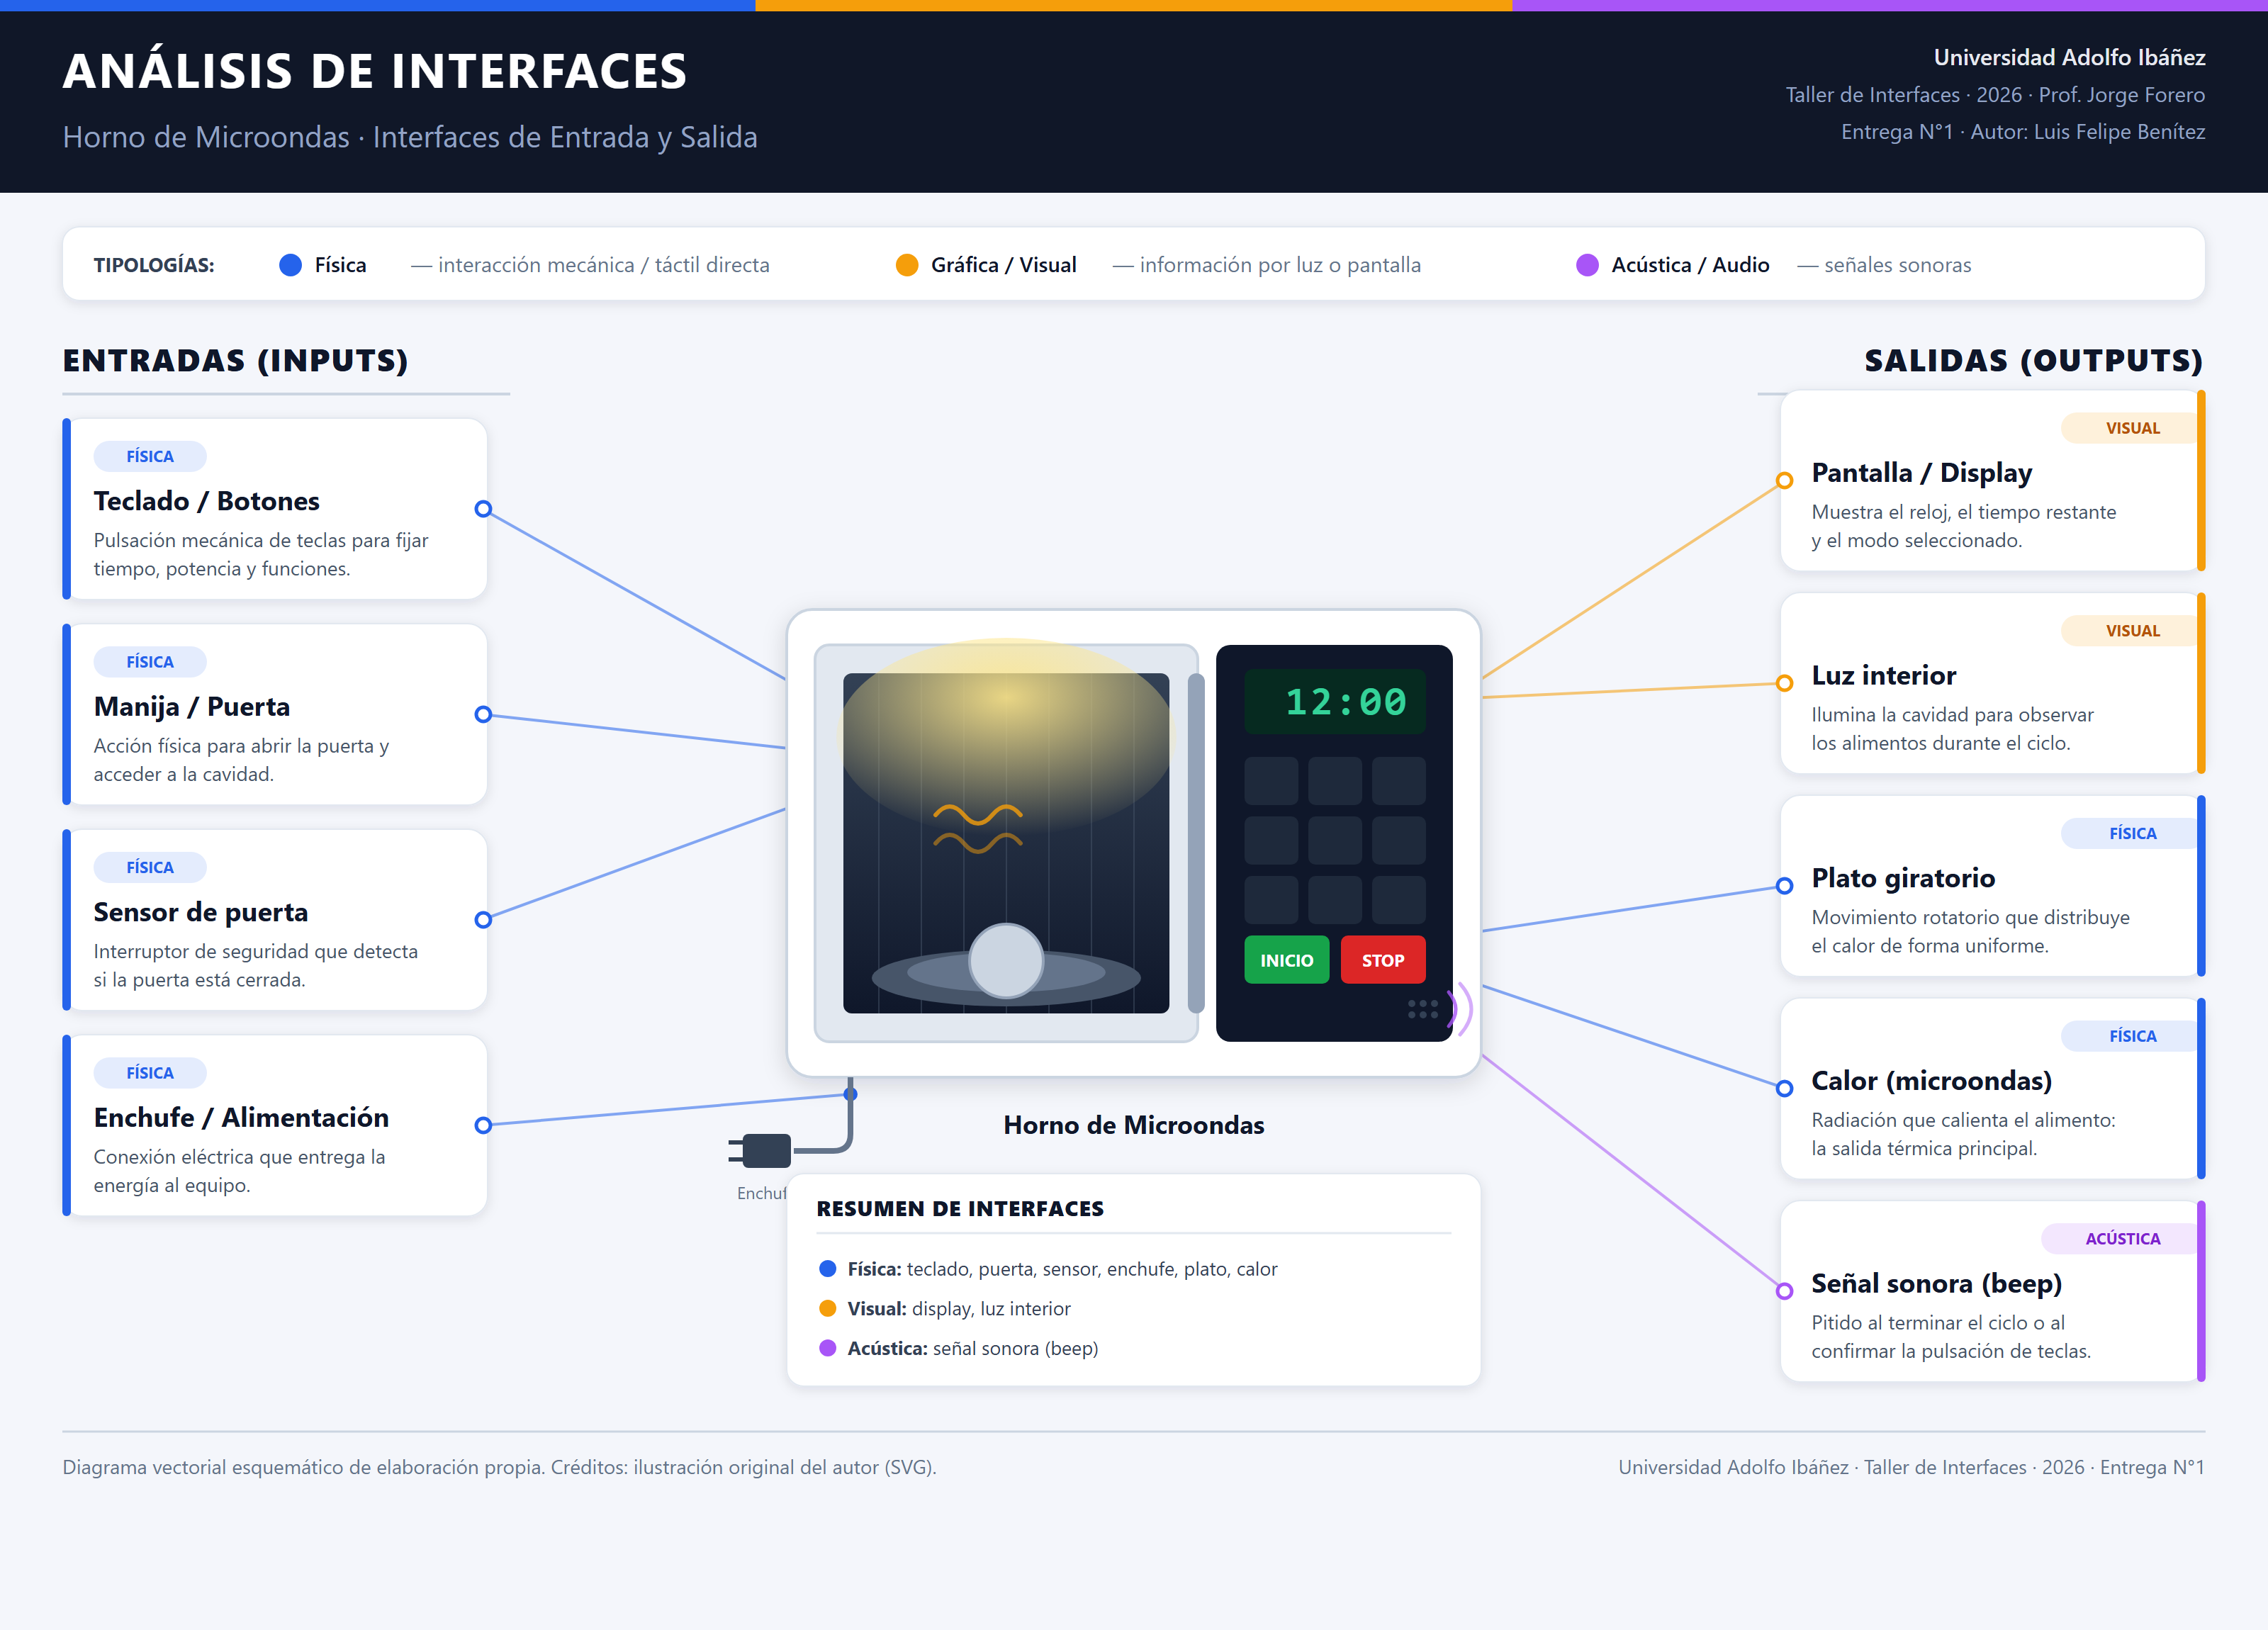 ANÁLISIS DE INTERFACES
Horno de Microondas · Interfaces de Entrada y Salida
Universidad Adolfo Ibáñez
Taller de Interfaces · 2026 · Prof. Jorge Forero
Entrega N°1 · Autor: Luis Felipe Benítez
TIPOLOGÍAS: Física — interacción mecánica / táctil directa Gráfica / Visual — información por luz o pantalla Acústica / Audio — señales sonoras
ENTRADAS (INPUTS)
FÍSICA
Teclado / Botones
Pulsación mecánica de teclas para fijar
tiempo, potencia y funciones.
FÍSICA
Manija / Puerta
Acción física para abrir la puerta y
acceder a la cavidad.
FÍSICA
Sensor de puerta
Interruptor de seguridad que detecta
si la puerta está cerrada.
FÍSICA
Enchufe / Alimentación
Conexión eléctrica que entrega la
energía al equipo.
12:00
INICIO STOP
Horno de Microondas
Enchuf
RESUMEN DE INTERFACES
Física: teclado, puerta, sensor, enchufe, plato, calor
Visual: display, luz interior
Acústica: señal sonora (beep)
SALIDAS (OUTPUTS)
VISUAL
Pantalla / Display
Muestra el reloj, el tiempo restante
y el modo seleccionado.
VISUAL
Luz interior
Ilumina la cavidad para observar
los alimentos durante el ciclo.
FÍSICA
Plato giratorio
Movimiento rotatorio que distribuye
el calor de forma uniforme.
FÍSICA
Calor (microondas)
Radiación que calienta el alimento:
la salida térmica principal.
ACÚSTICA
Señal sonora (beep)
Pitido al terminar el ciclo o al
confirmar la pulsación de teclas.
Diagrama vectorial esquemático de elaboración propia. Créditos: ilustración original del autor (SVG).
Universidad Adolfo Ibáñez · Taller de Interfaces · 2026 · Entrega N°1